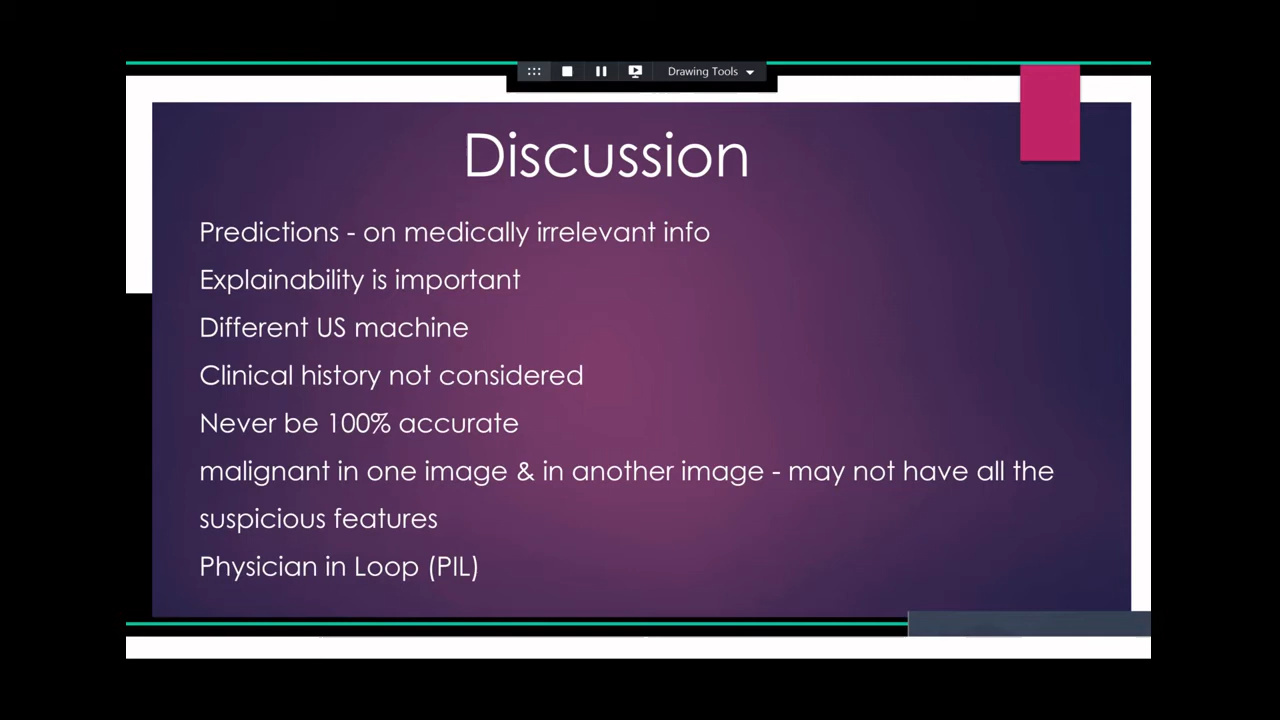 Drawing Tools
Discussion
Predictions - on medically irrelevant info
Explainability is important
Different US machine
Clinical history not considered
Never be 100% accurate
malignant in one image & in another image - may not have all the
suspicious features
Physician in Loop (PIL)